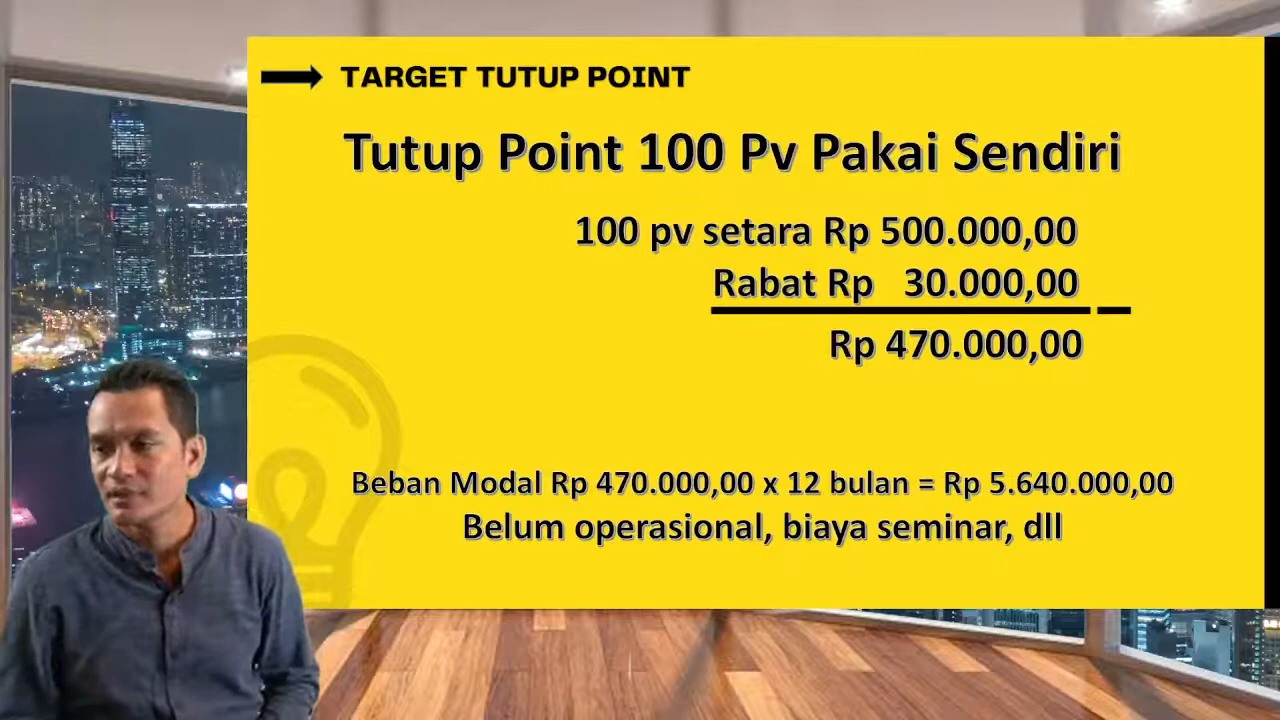 TARGET TUTUP POINT
Tutup Point 100 Pv Pakai Sendiri
100 pv setara Rp 500.000,00
Rabat Rp 30.000,00
Rp 470.000,00
Beban Modal Rp 470.000,00 x 12 bulan = Rp 5.640.000,00
Belum operasional, biaya seminar, dll